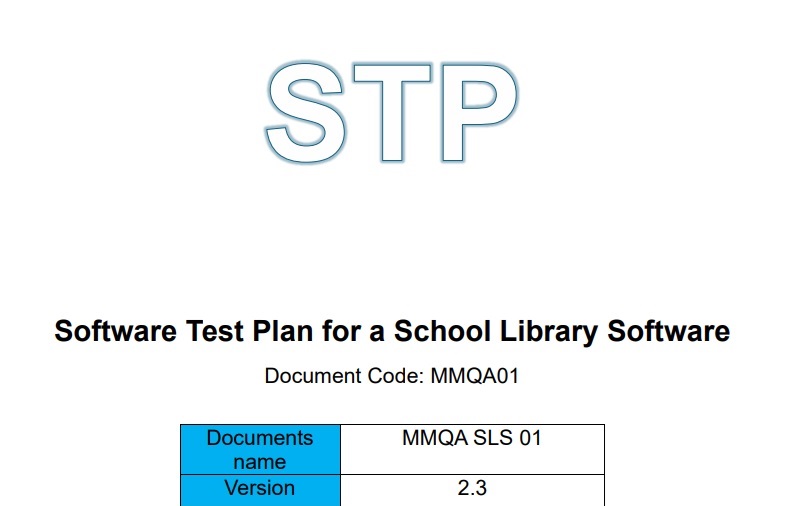 STP
Software Test Plan for a School Library Software
Document Code: MMQA01
Documents name
MMQA SLS 01
Version
2.3